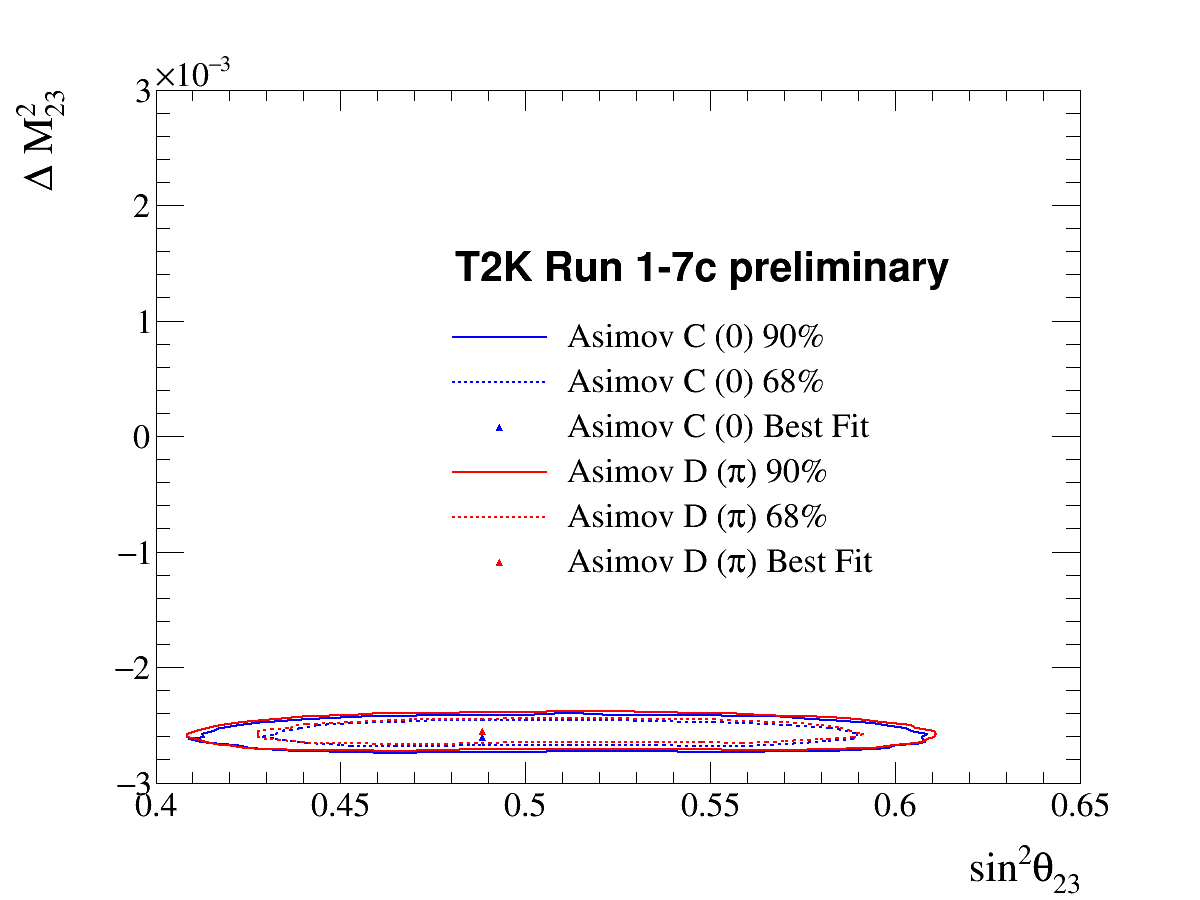 3 ×10⁻³
Δ M²₂₃
2
T2K Run 1-7c preliminary
1
Asimov C (0) 90%
Asimov C (0) 68%
0
Asimov C (0) Best Fit
Asimov D (π) 90%
Asimov D (π) 68%
−1
Asimov D (π) Best Fit
−2
−3
0.4 0.45 0.5 0.55 0.6 0.65
sin²θ₂₃